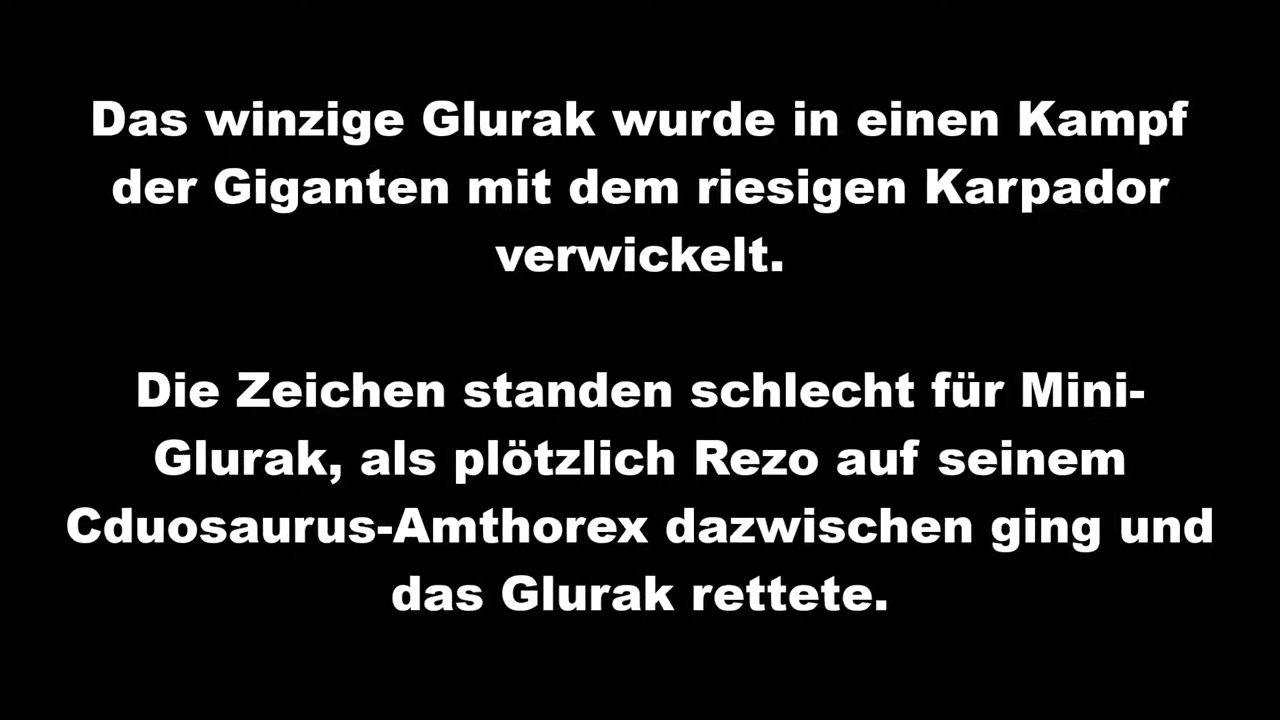 Das winzige Glurak wurde in einen Kampf
der Giganten mit dem riesigen Karpador
verwickelt.
Die Zeichen standen schlecht für Mini-
Glurak, als plötzlich Rezo auf seinem
Cduosaurus-Amthorex dazwischen ging und
das Glurak rettete.